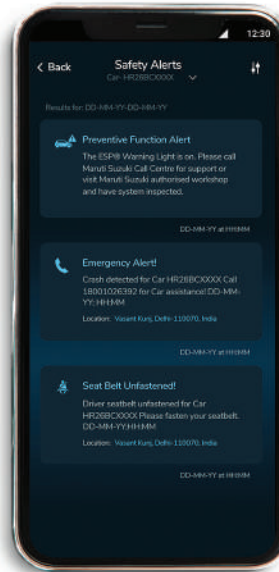 12:30
< Back Safety Alerts
Car- HR26BCXXXX
Results for: DD-MM-YY-DD-MM-YY
Preventive Function Alert
The ESP® Warning Light is on. Please call
Maruti Suzuki Call Centre for support or
visit Maruti Suzuki authorised workshop
and have system inspected.
DD-MM-YY at HH:MM
Emergency Alert!
Crash detected for Car HR26BCXXXX Call
18001026392 for Car assistance! DD-MM-
YY;HH:MM
Location: Vasant Kunj, Delhi-110070, India
DD-MM-YY at HH:MM
Seat Belt Unfastened!
Driver seatbelt unfastened for Car
HR26BCXXXX Please fasten your seatbelt.
DD-MM-YY:HH:MM
Location: Vasant Kunj, Delhi-110070, India
DD-MM-YY at HH:MM